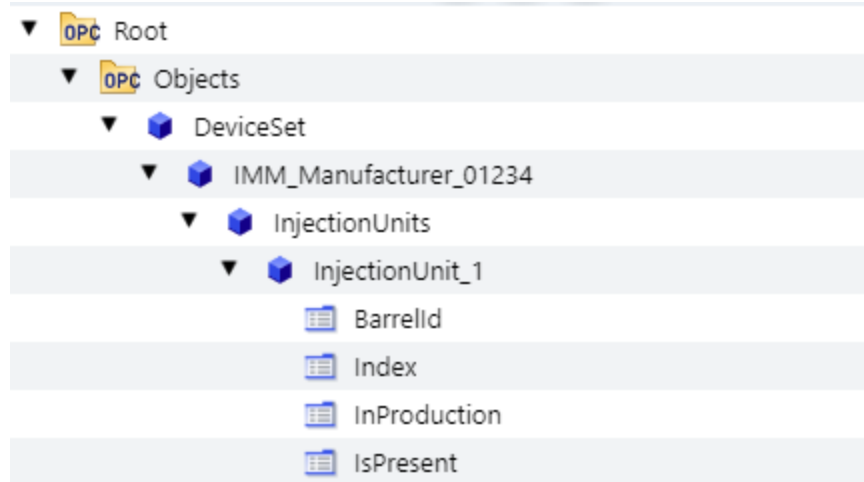 OPC Root
OPC Objects
DeviceSet
IMM_Manufacturer_01234
InjectionUnits
InjectionUnit_1
BarrelId
Index
InProduction
IsPresent